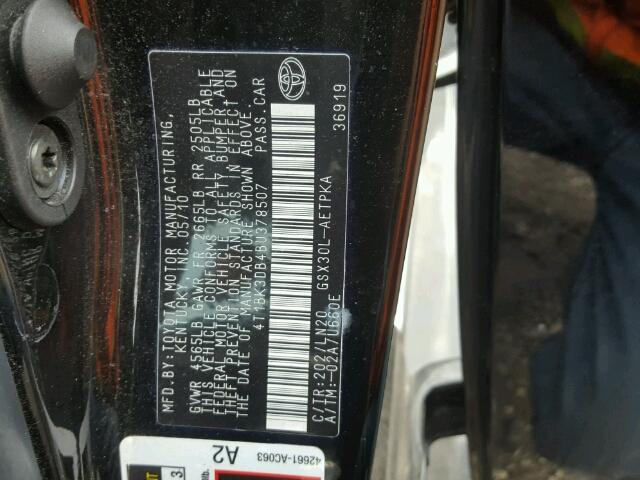 MFD.BY:TOYOTA MOTOR MANUFACTURING,
KENTUCKY, 05/10
GVWR 4565LB GAWR FR 2665LB RR 2505LB
THIS VEHICLE CONFORMS TO ALL APPLICABLE
FEDERAL MOTOR VEHICLE SAFETY, BUMPER, AND
THEFT PREVENTION STANDARDS IN EFFECT ON
THE DATE OF MANUFACTURE SHOWN ABOVE.
4T1BK3DB4BU378507 PASS.CAR
C/TR:202/LN20 GSX30L-AETPKA
A/TM:-02A/U660E 36919
A2
42661-AC063
3